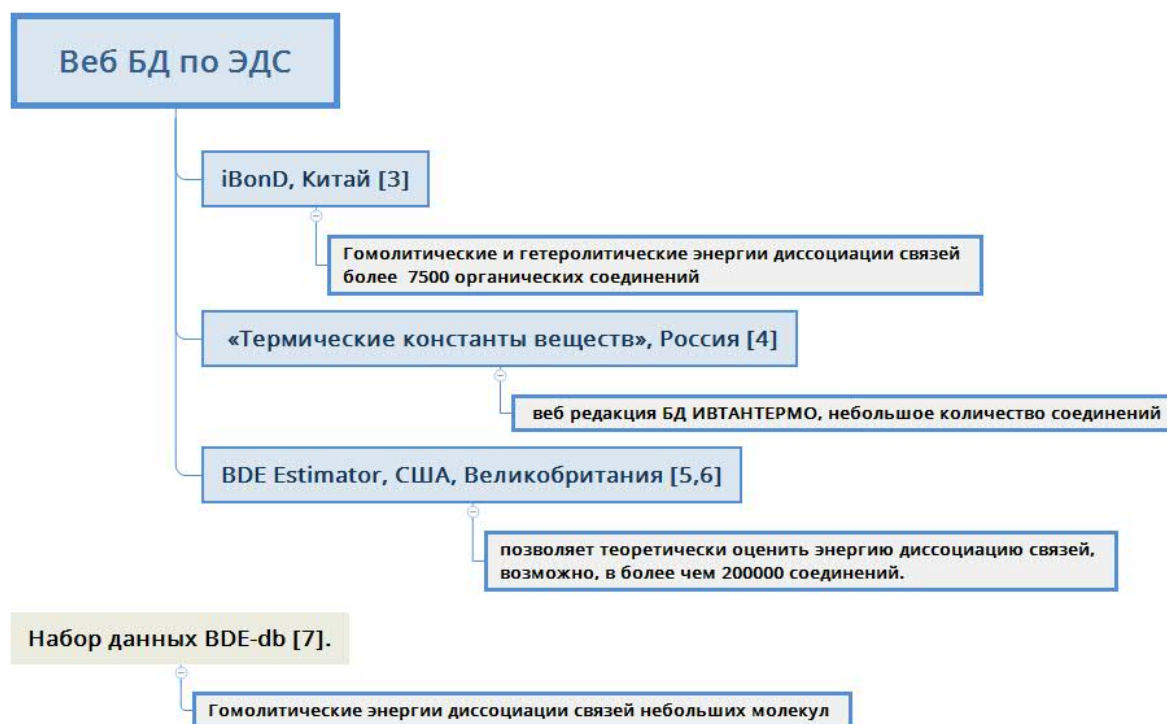 Веб БД по ЭДС
iBonD, Китай [3]
Гомолитические и гетеролитические энергии диссоциации связей
более 7500 органических соединений
«Термические константы веществ», Россия [4]
веб редакция БД ИВТАНТЕРМО, небольшое количество соединений
BDE Estimator, США, Великобритания [5,6]
позволяет теоретически оценить энергию диссоциацию связей,
возможно, в более чем 200000 соединений.
Набор данных BDE-db [7].
Гомолитические энергии диссоциации связей небольших молекул